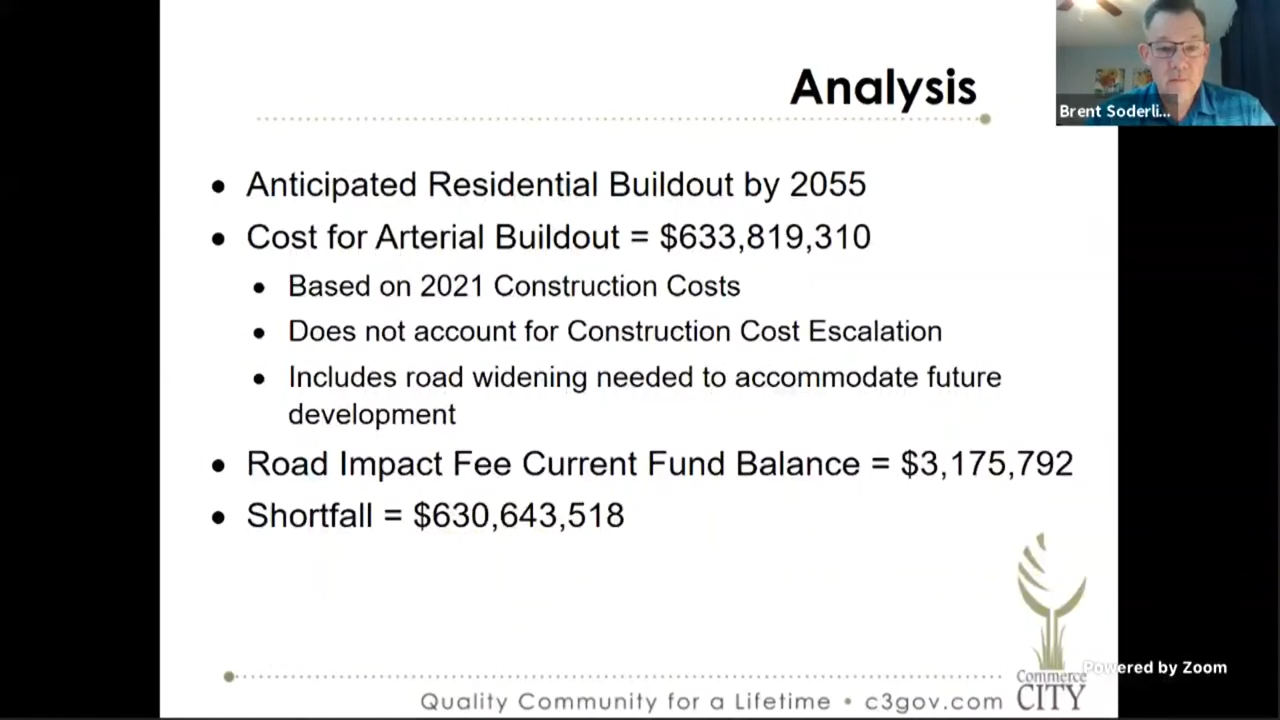 Analysis
Brent Soderli...
• Anticipated Residential Buildout by 2055
• Cost for Arterial Buildout = $633,819,310
• Based on 2021 Construction Costs
• Does not account for Construction Cost Escalation
• Includes road widening needed to accommodate future
development
• Road Impact Fee Current Fund Balance = $3,175,792
• Shortfall = $630,643,518
Powered by Zoom
Commerce
CITY
Quality Community for a Lifetime • c3gov.com